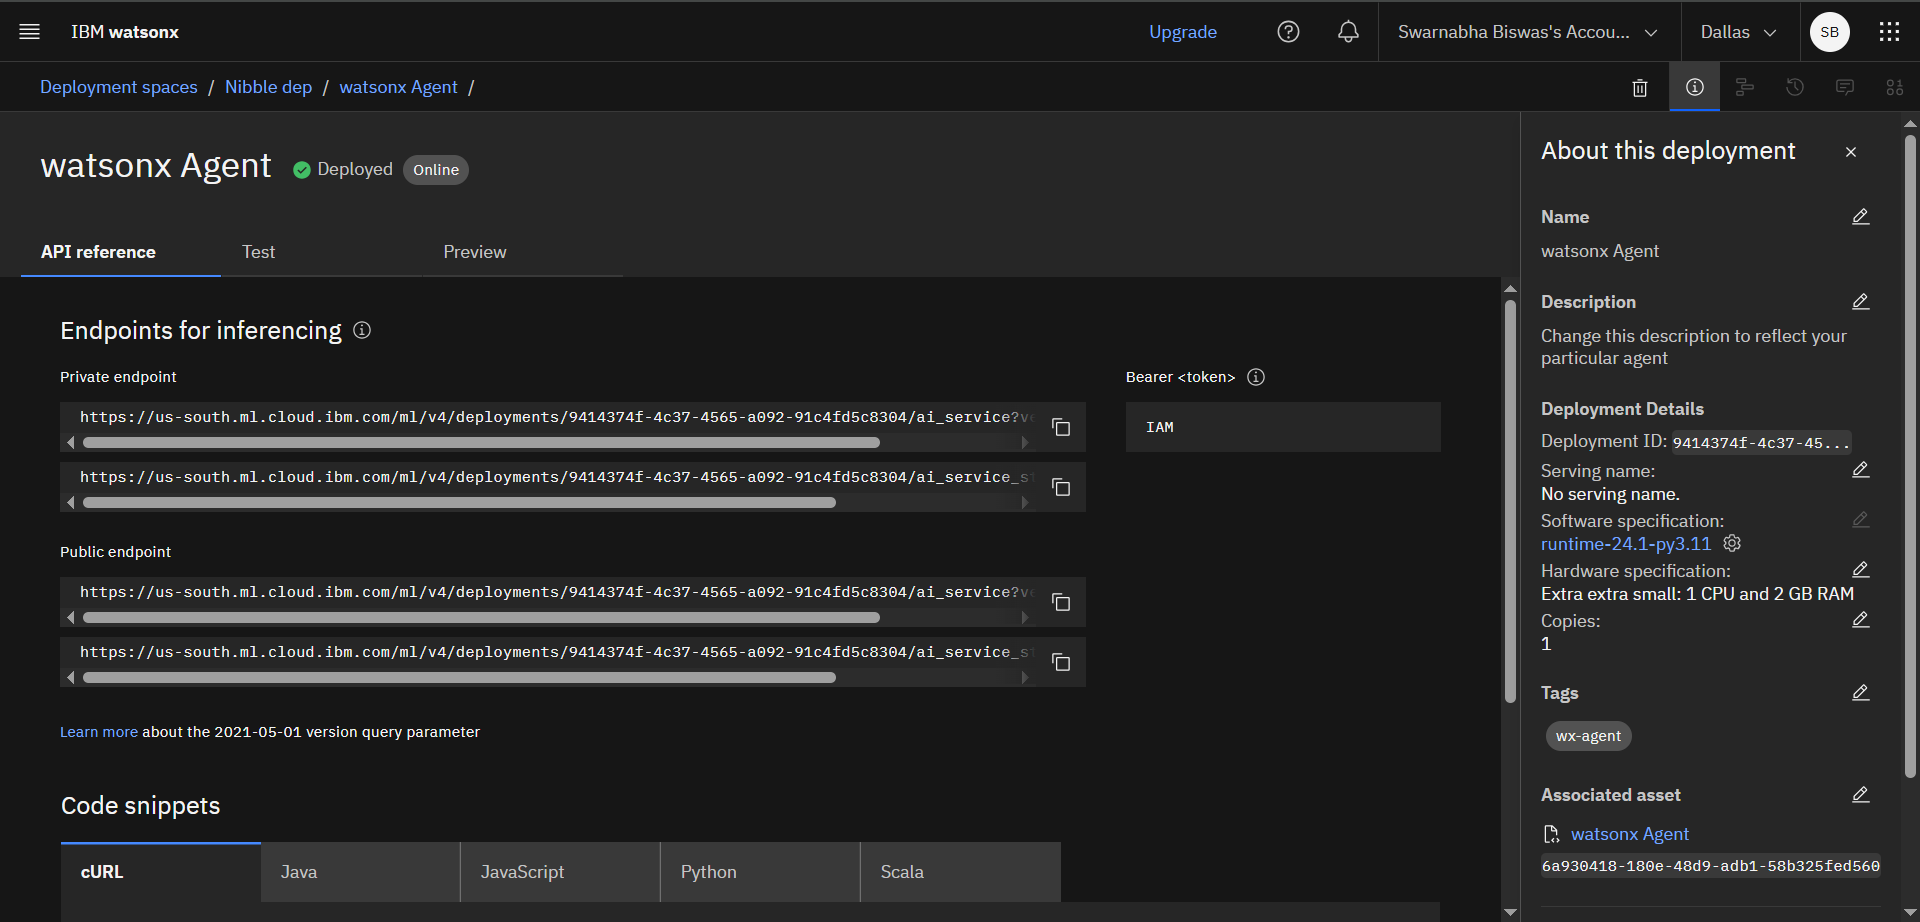 IBM watsonx
Upgrade
Swarnabha Biswas's Accou...
Dallas
SB
Deployment spaces / Nibble dep / watsonx Agent /
watsonx Agent
Deployed
Online
API reference
Test
Preview
Endpoints for inferencing
Private endpoint
https://us-south.ml.cloud.ibm.com/ml/v4/deployments/9414374f-4c37-4565-a092-91c4fd5c8304/ai_service?ve
https://us-south.ml.cloud.ibm.com/ml/v4/deployments/9414374f-4c37-4565-a092-91c4fd5c8304/ai_service_st
Bearer <token>
IAM
Public endpoint
https://us-south.ml.cloud.ibm.com/ml/v4/deployments/9414374f-4c37-4565-a092-91c4fd5c8304/ai_service?ve
https://us-south.ml.cloud.ibm.com/ml/v4/deployments/9414374f-4c37-4565-a092-91c4fd5c8304/ai_service_st
Learn more about the 2021-05-01 version query parameter
Code snippets
cURL
Java
JavaScript
Python
Scala
About this deployment
Name
watsonx Agent
Description
Change this description to reflect your
particular agent
Deployment Details
Deployment ID: 9414374f-4c37-45...
Serving name:
No serving name.
Software specification:
runtime-24.1-py3.11
Hardware specification:
Extra extra small: 1 CPU and 2 GB RAM
Copies:
1
Tags
wx-agent
Associated asset
watsonx Agent
6a930418-180e-48d9-adb1-58b325fed560